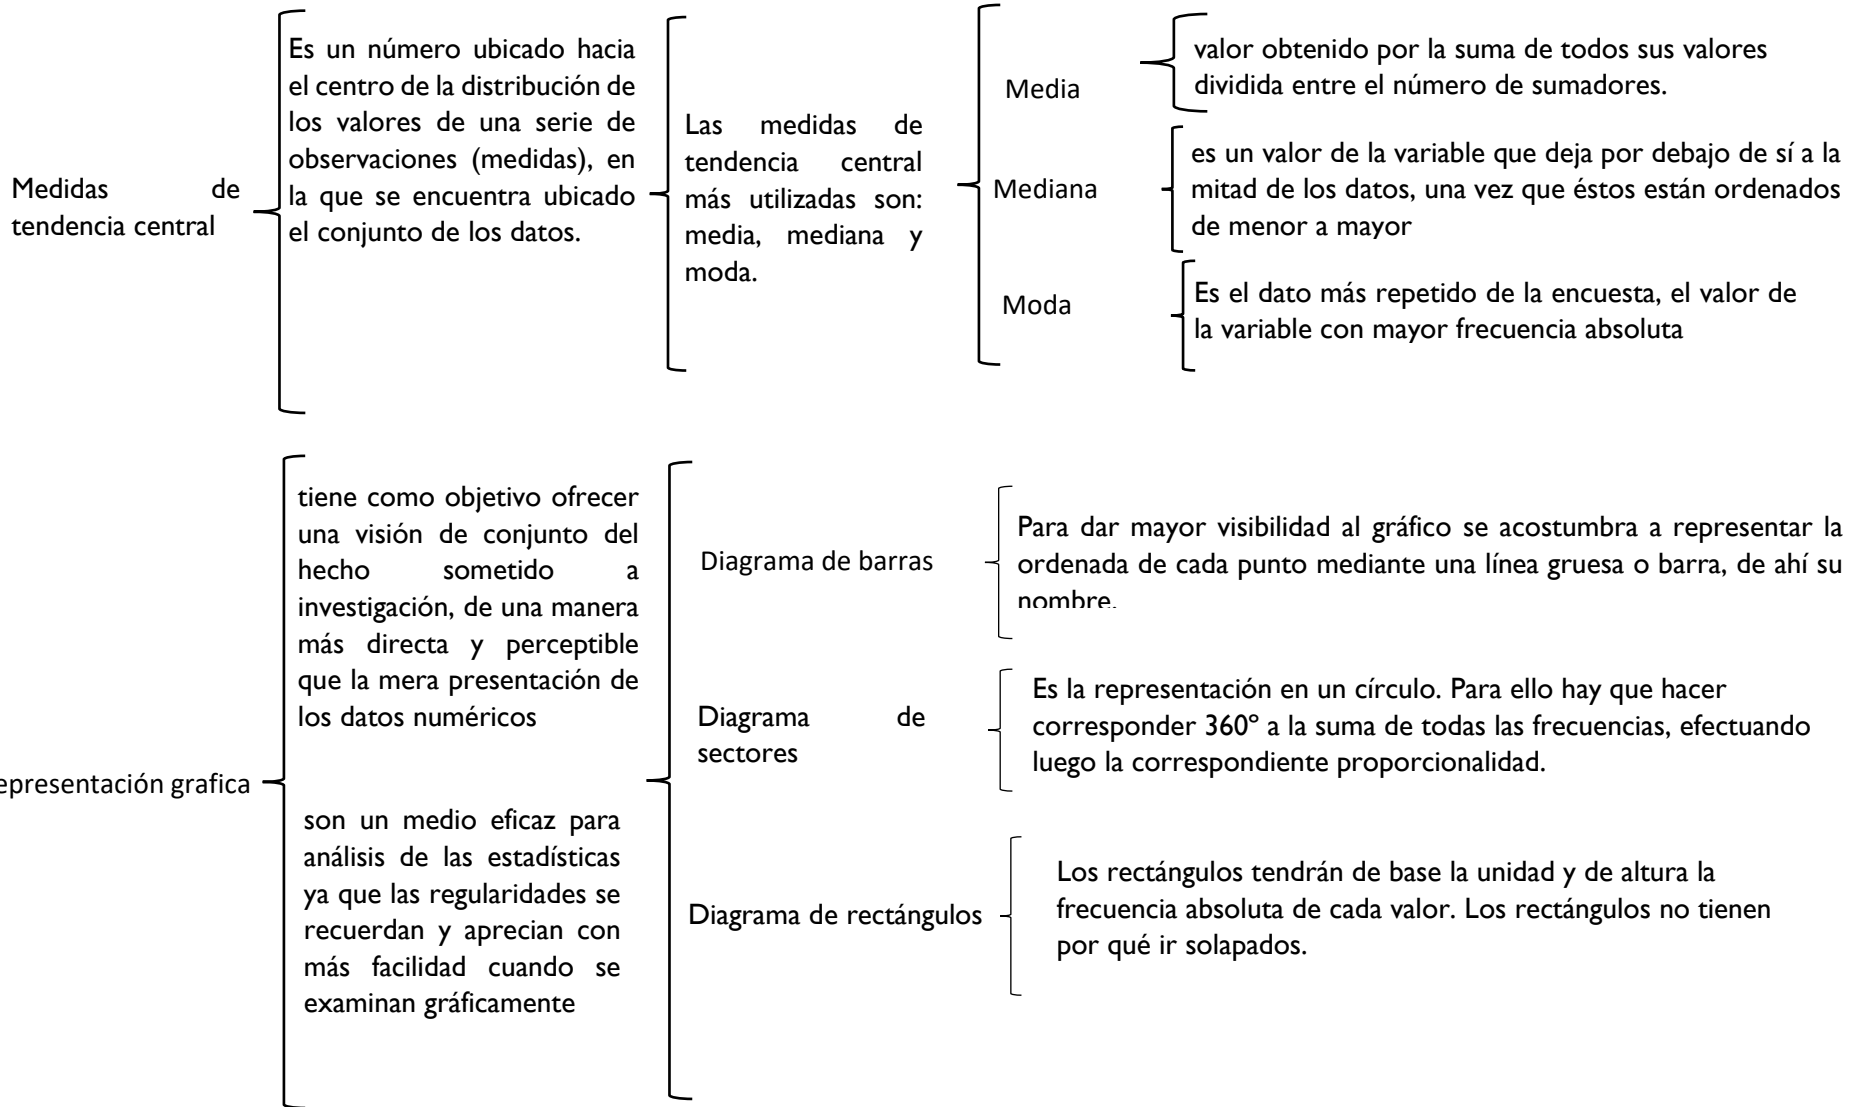 Medidas de
tendencia central
Es un número ubicado hacia
el centro de la distribución de
los valores de una serie de
observaciones (medidas), en
la que se encuentra ubicado
el conjunto de los datos.
Las medidas de
tendencia central
más utilizadas son:
media, mediana y
moda.
Media
valor obtenido por la suma de todos sus valores
dividida entre el número de sumadores.
Mediana
es un valor de la variable que deja por debajo de sí a la
mitad de los datos, una vez que éstos están ordenados
de menor a mayor
Moda
Es el dato más repetido de la encuesta, el valor de
la variable con mayor frecuencia absoluta
epresentación grafica
tiene como objetivo ofrecer
una visión de conjunto del
hecho sometido a
investigación, de una manera
más directa y perceptible
que la mera presentación de
los datos numéricos
son un medio eficaz para
análisis de las estadísticas
ya que las regularidades se
recuerdan y aprecian con
más facilidad cuando se
examinan gráficamente
Diagrama de barras
Para dar mayor visibilidad al gráfico se acostumbra a representar la
ordenada de cada punto mediante una línea gruesa o barra, de ahí su
nombre.
Diagrama de
sectores
Es la representación en un círculo. Para ello hay que hacer
corresponder 360º a la suma de todas las frecuencias, efectuando
luego la correspondiente proporcionalidad.
Diagrama de rectángulos
Los rectángulos tendrán de base la unidad y de altura la
frecuencia absoluta de cada valor. Los rectángulos no tienen
por qué ir solapados.